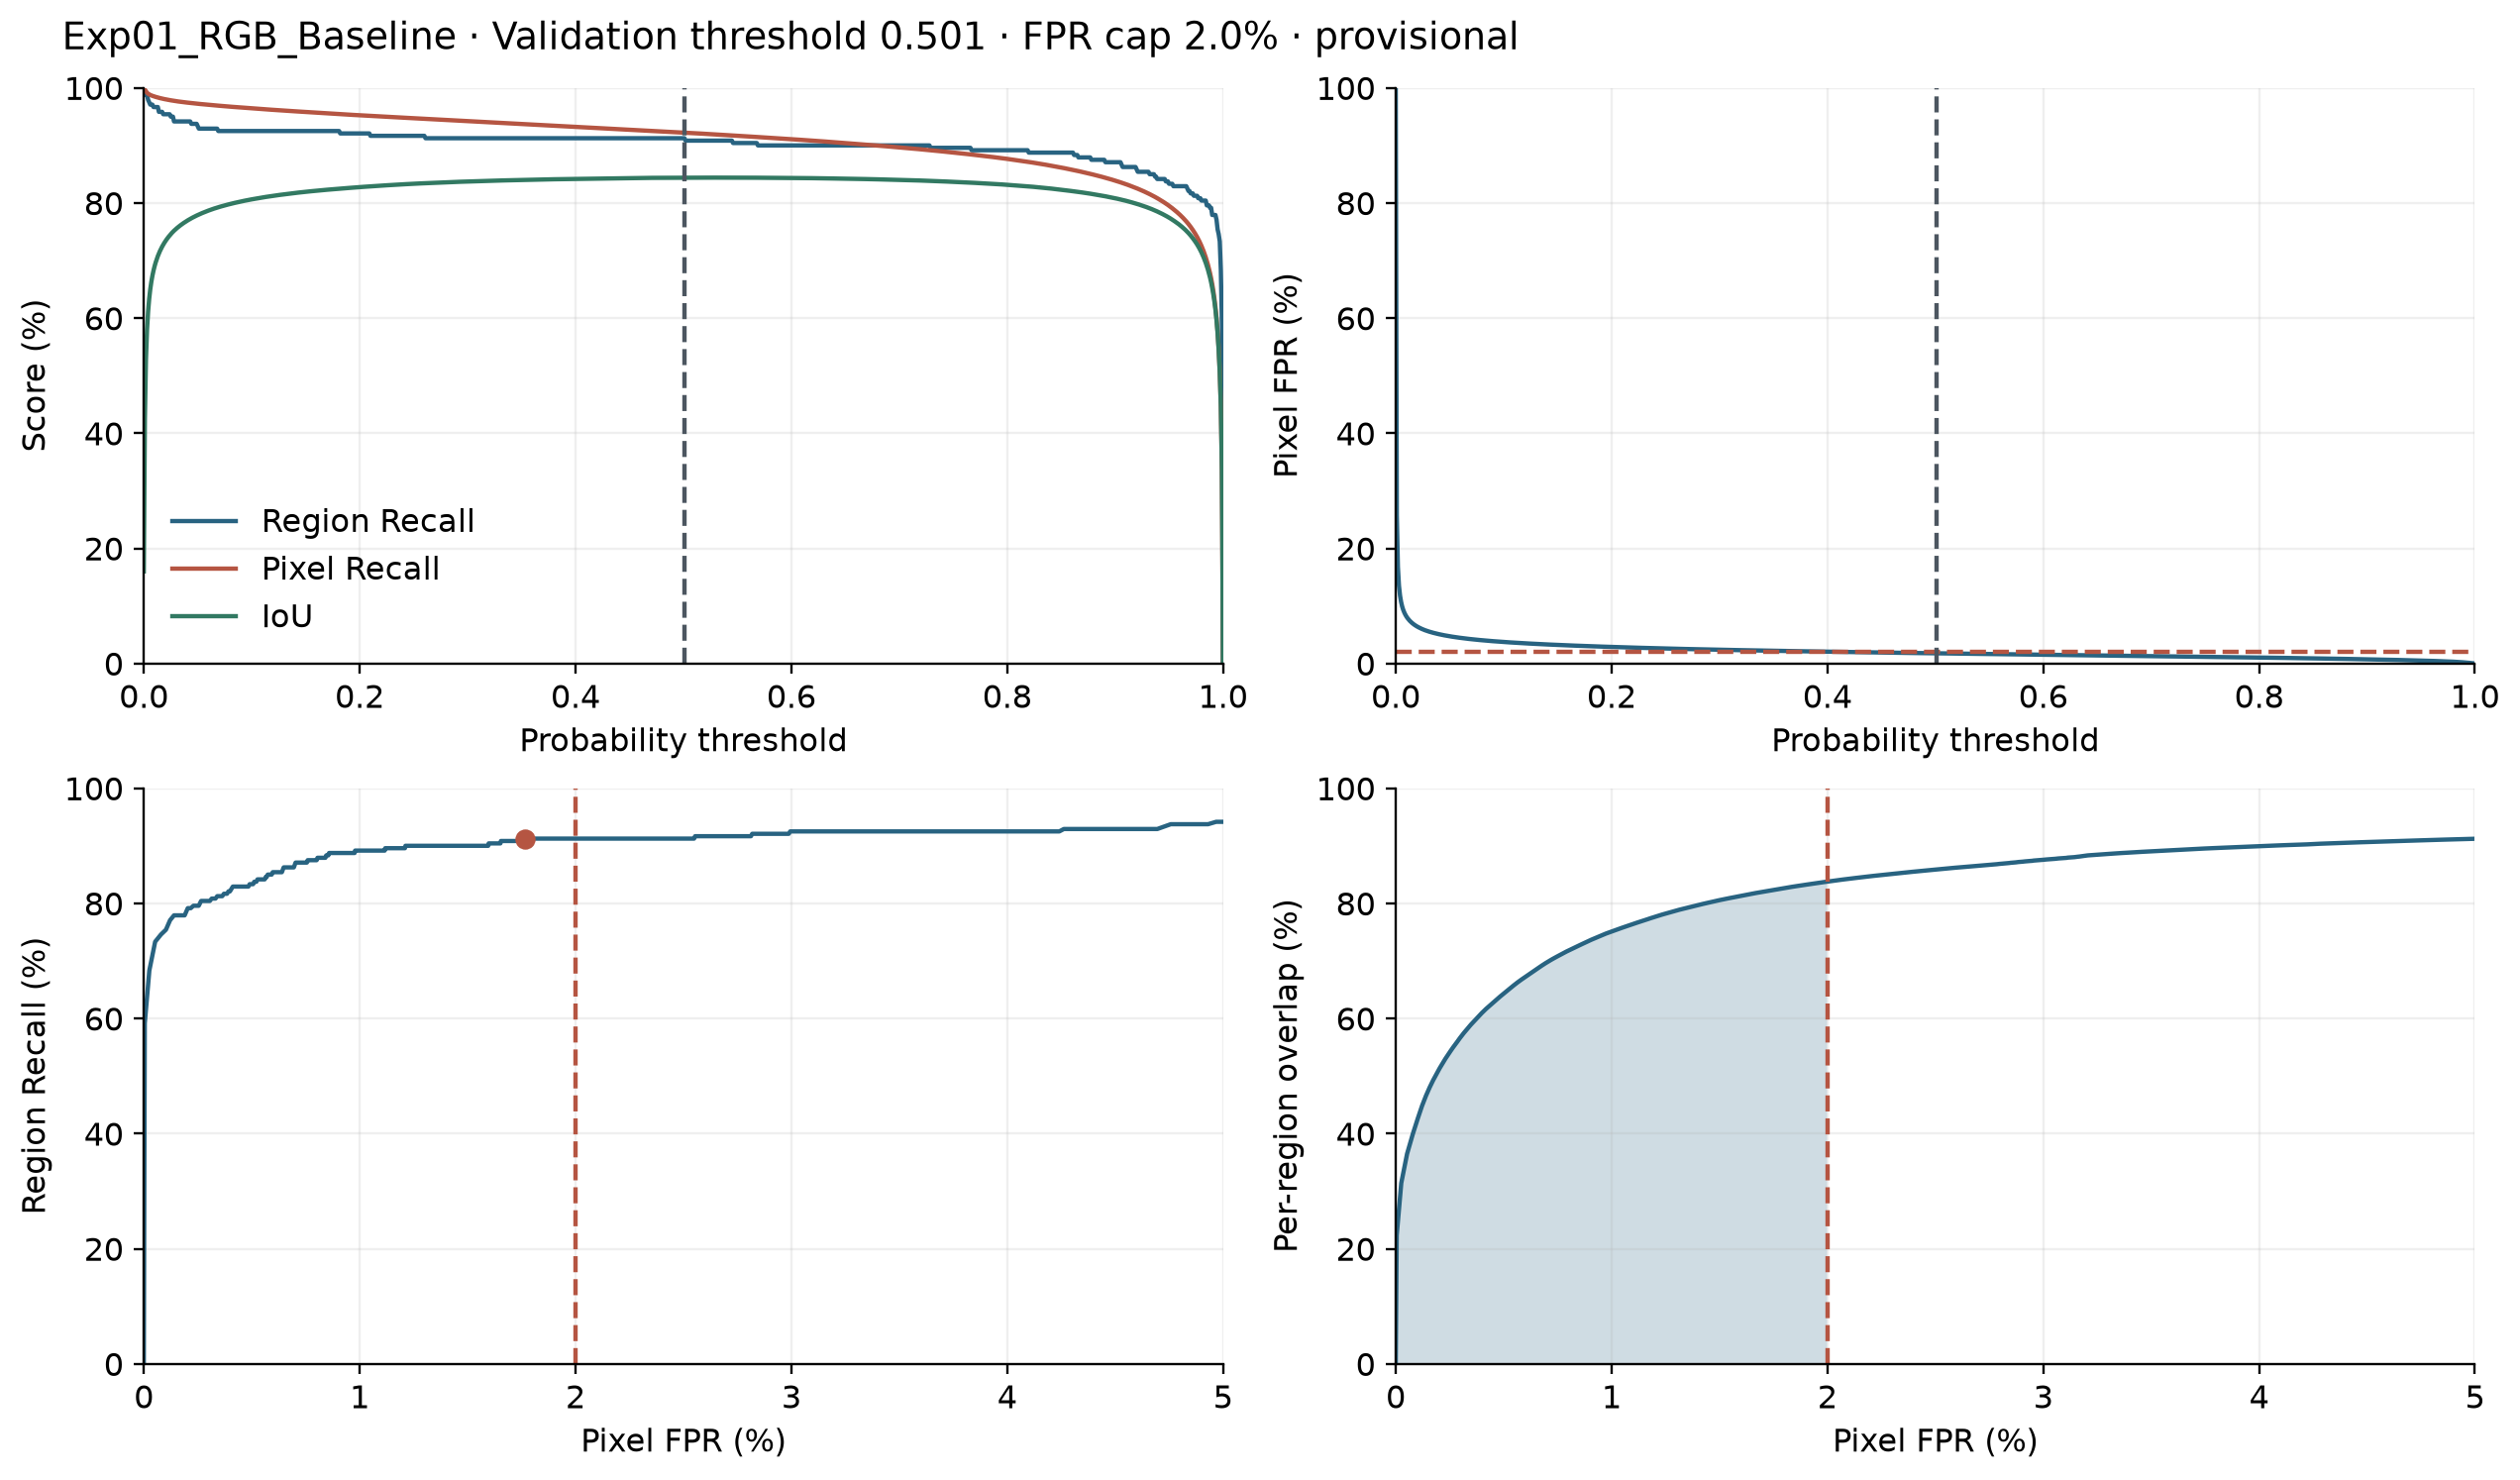 Exp01_RGB_Baseline · Validation threshold 0.501 · FPR cap 2.0% · provisional
100
80
60
40
20
0
Score (%)
Region Recall
Pixel Recall
IoU
0.0 0.2 0.4 0.6 0.8 1.0
Probability threshold
100
80
60
40
20
0
Pixel FPR (%)
0.0 0.2 0.4 0.6 0.8 1.0
Probability threshold
100
80
60
40
20
0
Region Recall (%)
0 1 2 3 4 5
Pixel FPR (%)
100
80
60
40
20
0
Per-region overlap (%)
0 1 2 3 4 5
Pixel FPR (%)